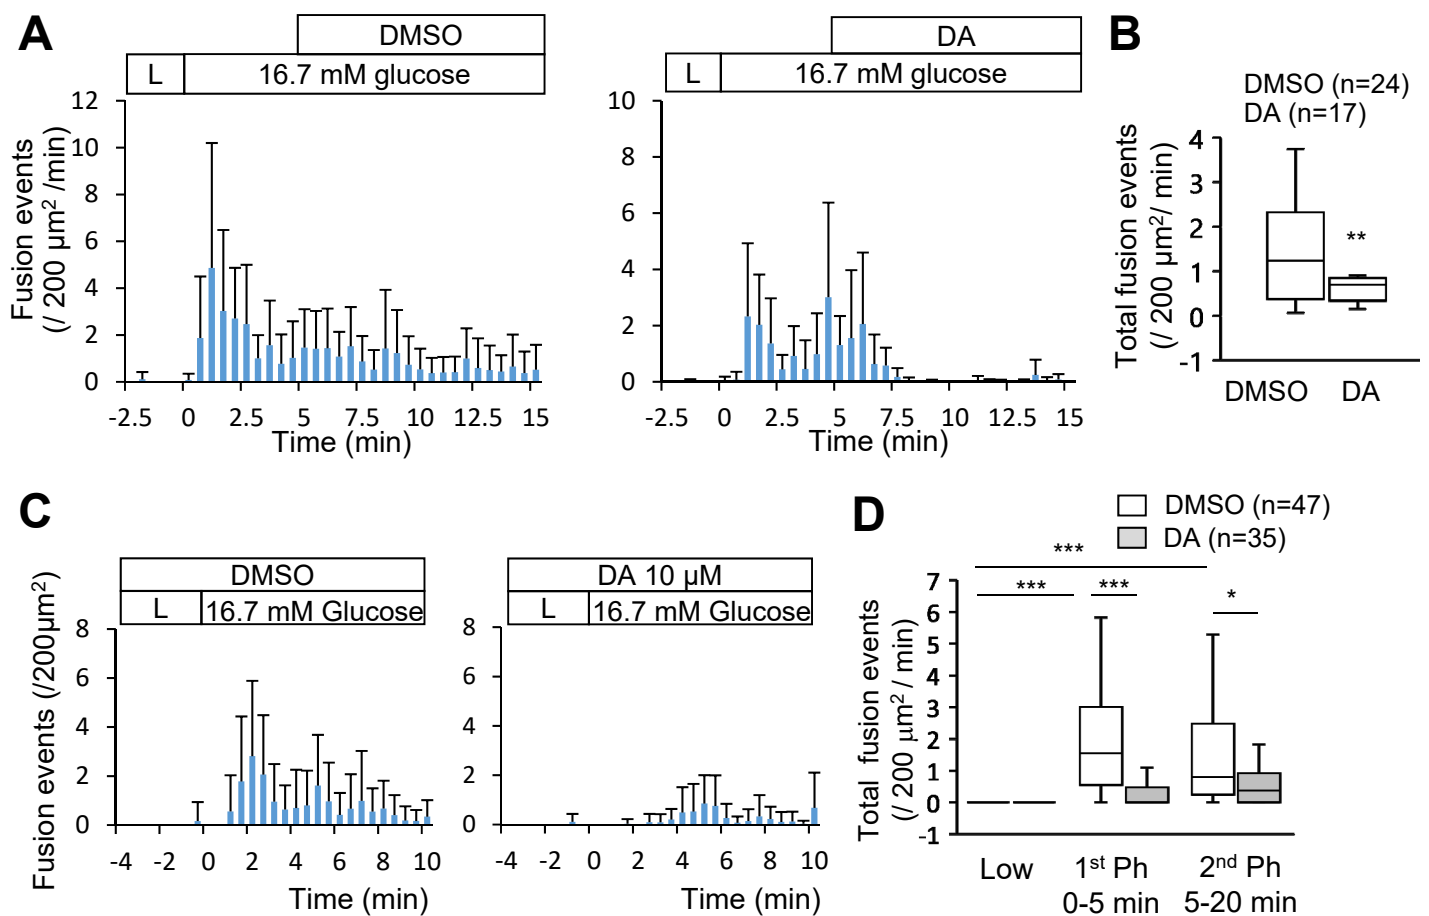 A
DMSO
L 16.7 mM glucose
Fusion events
(/ 200 µm² /min)
12
10
8
6
4
2
0
-2.5 0 2.5 5 7.5 10 12.5 15
Time (min)
DA
L 16.7 mM glucose
10
8
6
4
2
0
-2.5 0 2.5 5 7.5 10 12.5 15
Time (min)
B
DMSO (n=24)
DA (n=17)
Total fusion events
(/ 200 µm²/ min)
4
3
2
1
0
-1
**
DMSO DA
C
DMSO
L 16.7 mM Glucose
Fusion events (/200µm²)
8
6
4
2
0
-4 -2 0 2 4 6 8 10
Time (min)
DA 10 µM
L 16.7 mM Glucose
8
6
4
2
0
-4 -2 0 2 4 6 8 10
Time (min)
D
DMSO (n=47)
DA (n=35)
***
*** ***
*
Total fusion events
(/ 200 µm² / min)
7
6
5
4
3
2
1
0
-1
Low 1st Ph 2nd Ph
0-5 min 5-20 min